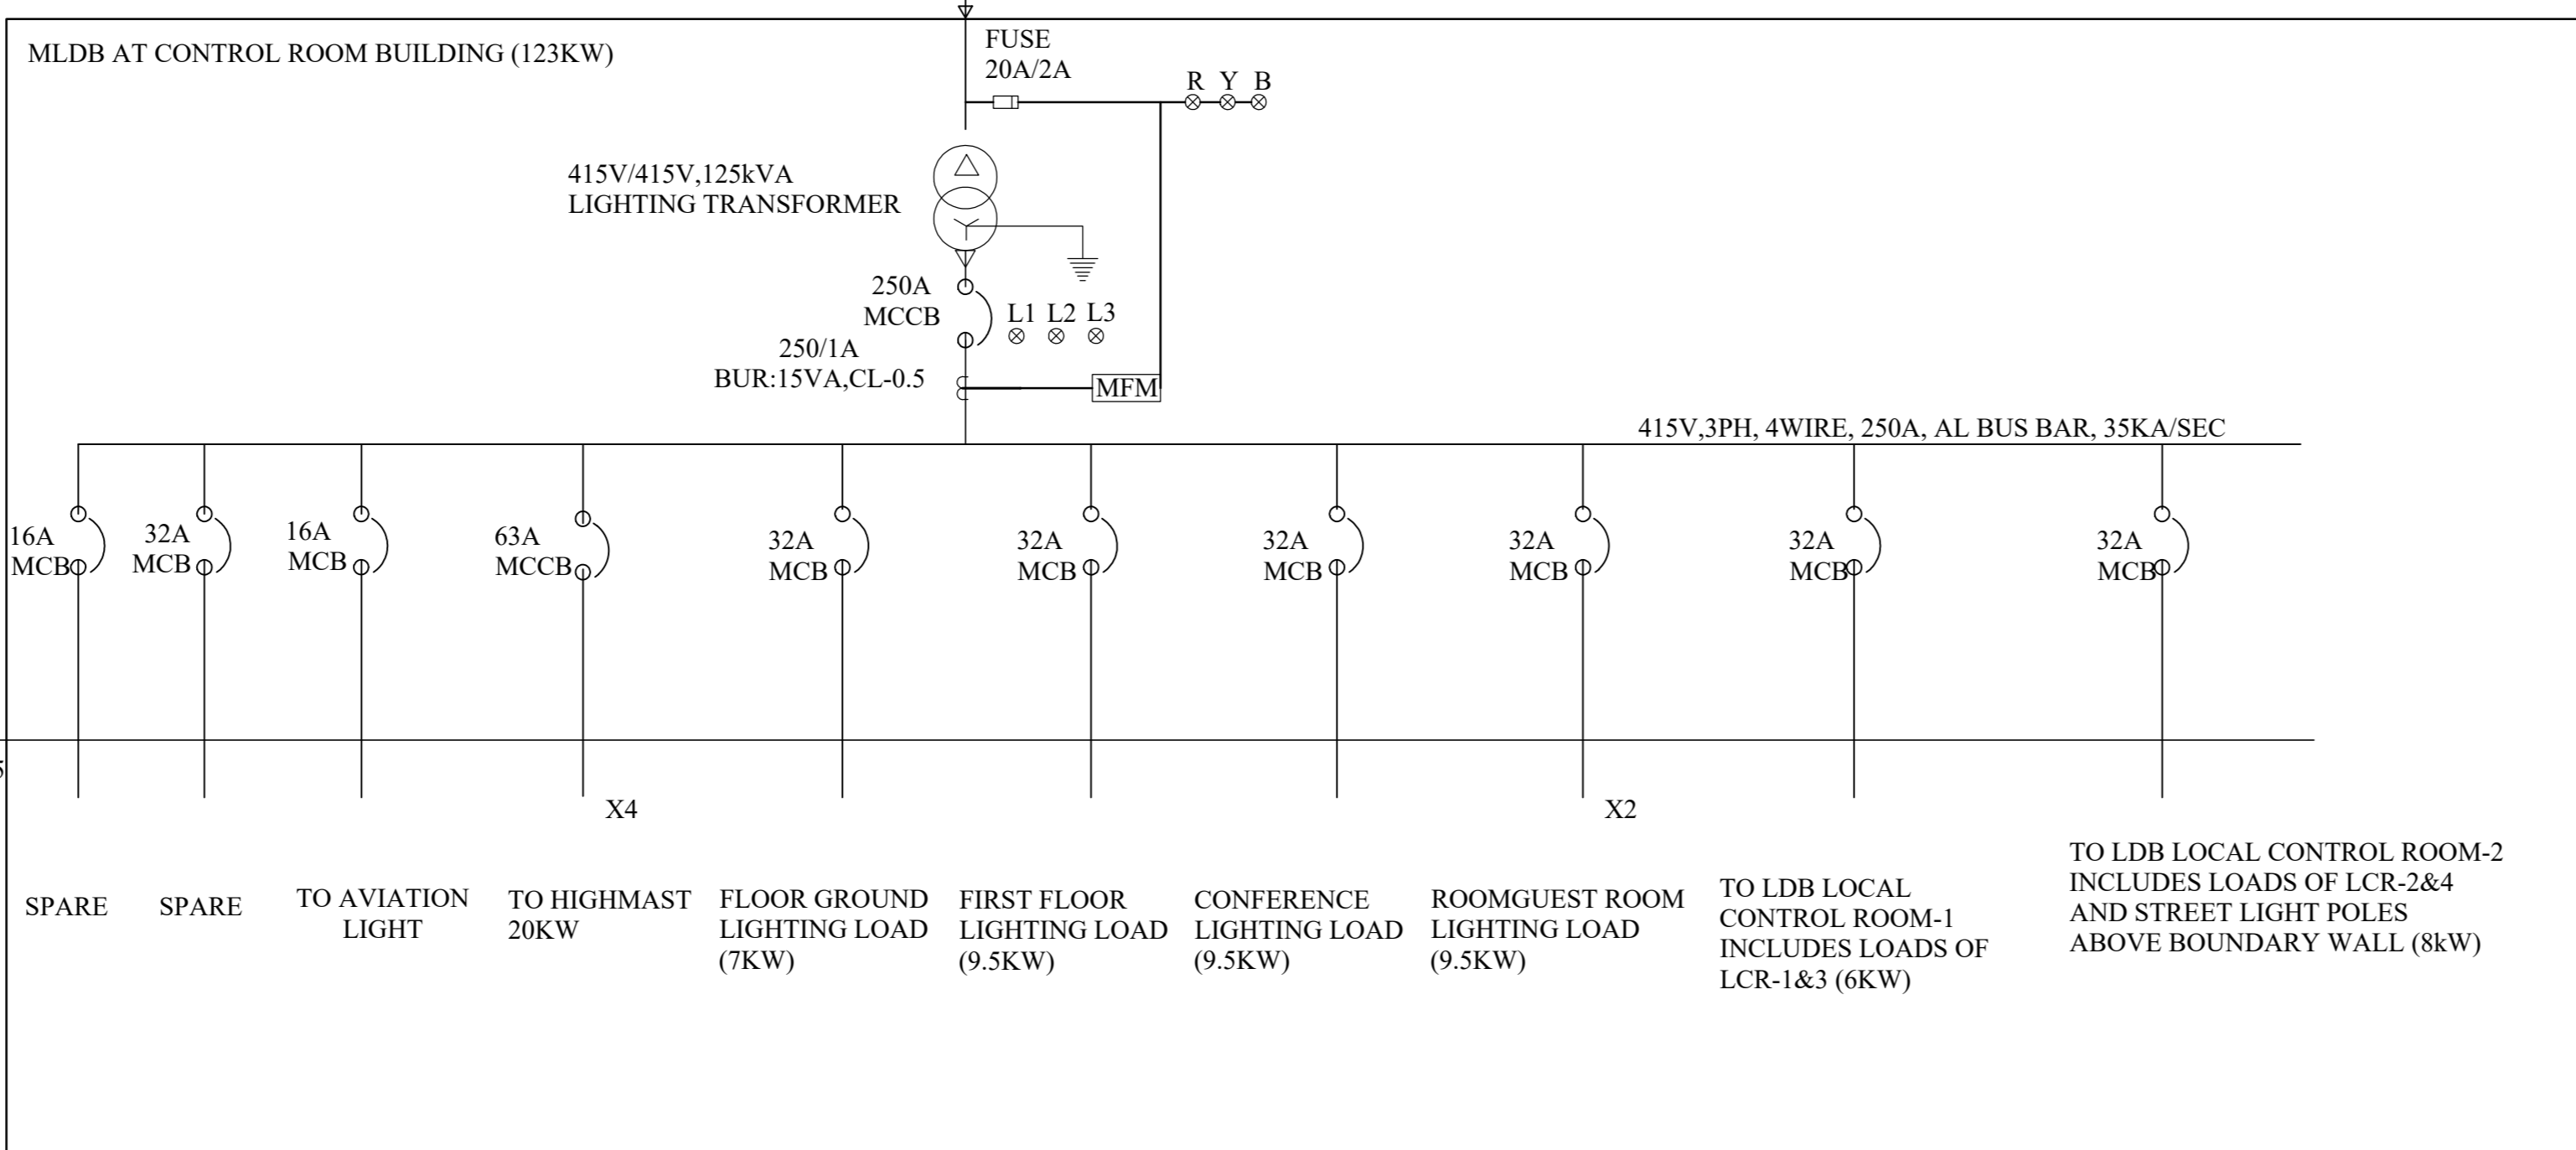 MLDB AT CONTROL ROOM BUILDING (123KW)
FUSE
20A/2A
R Y B
415V/415V,125kVA
LIGHTING TRANSFORMER
250A
MCCB
L1 L2 L3
250/1A
BUR:15VA,CL-0.5
MFM
415V,3PH, 4WIRE, 250A, AL BUS BAR, 35KA/SEC
16A
MCB
32A
MCB
16A
MCB
63A
MCCB
32A
MCB
32A
MCB
32A
MCB
32A
MCB
32A
MCB
32A
MCB
X4
X2
SPARE
SPARE
TO AVIATION
LIGHT
TO HIGHMAST
20KW
FLOOR GROUND
LIGHTING LOAD
(7KW)
FIRST FLOOR
LIGHTING LOAD
(9.5KW)
CONFERENCE
LIGHTING LOAD
(9.5KW)
ROOMGUEST ROOM
LIGHTING LOAD
(9.5KW)
TO LDB LOCAL
CONTROL ROOM-1
INCLUDES LOADS OF
LCR-1&3 (6KW)
TO LDB LOCAL CONTROL ROOM-2
INCLUDES LOADS OF LCR-2&4
AND STREET LIGHT POLES
ABOVE BOUNDARY WALL (8kW)